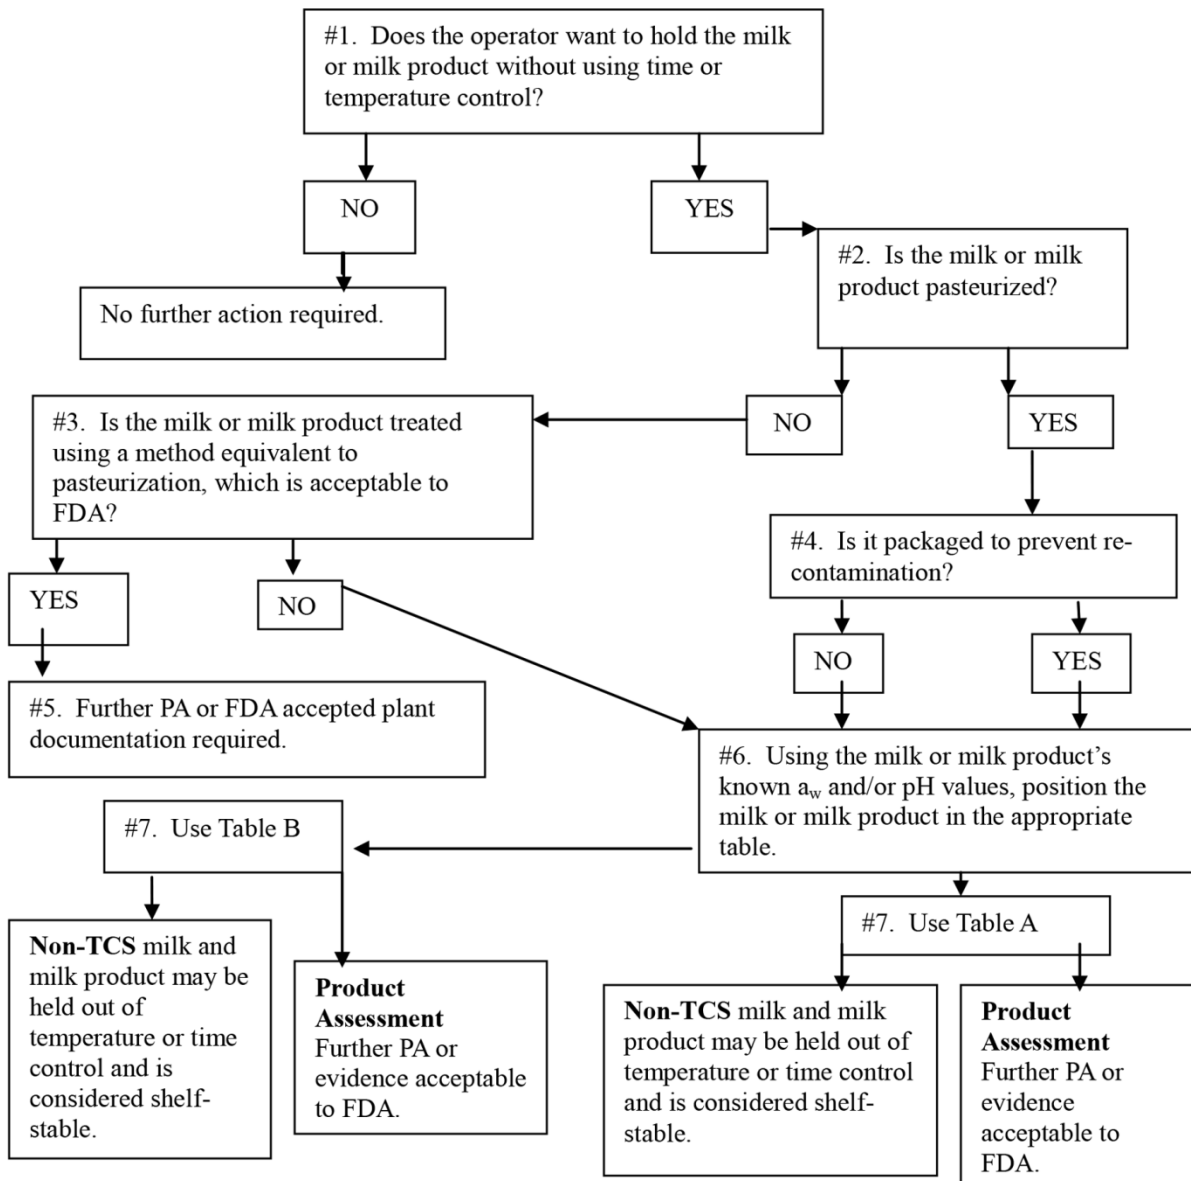 #1.  Does the operator want to hold the milk
or milk product without using time or
temperature control?
NO
YES
#2.  Is the milk or milk
product pasteurized?
No further action required.
#3.  Is the milk or milk product treated
using a method equivalent to
pasteurization, which is acceptable to
FDA?
NO
YES
#4.  Is it packaged to prevent re-
contamination?
YES
NO
NO
YES
#5.  Further PA or FDA accepted plant
documentation required.
#6.  Using the milk or milk product’s
known aw and/or pH values, position the
milk or milk product in the appropriate
table.
#7.  Use Table B
#7.  Use Table A
Non-TCS milk and
milk product may be
held out of
temperature or time
control and is
considered shelf-
stable.
Product
Assessment
Further PA or
evidence acceptable
to FDA.
Non-TCS milk and milk
product may be held out of
temperature or time control
and is considered shelf-
stable.
Product
Assessment
Further PA or
evidence
acceptable to
FDA.